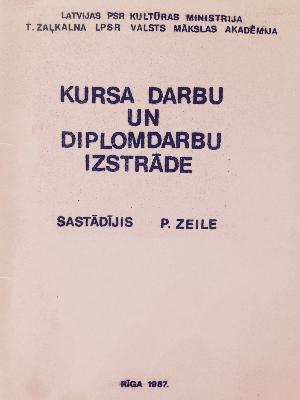 LATVIJAS PSR KULTŪRAS MINISTRIJA
T. ZAĻKALNA LPSR VALSTS MĀKSLAS AKADĒMIJA
KURSA DARBU
UN
DIPLOMDARBU
IZSTRĀDE
SASTĀDĪJIS P. ZEILE
RĪGA 1987.